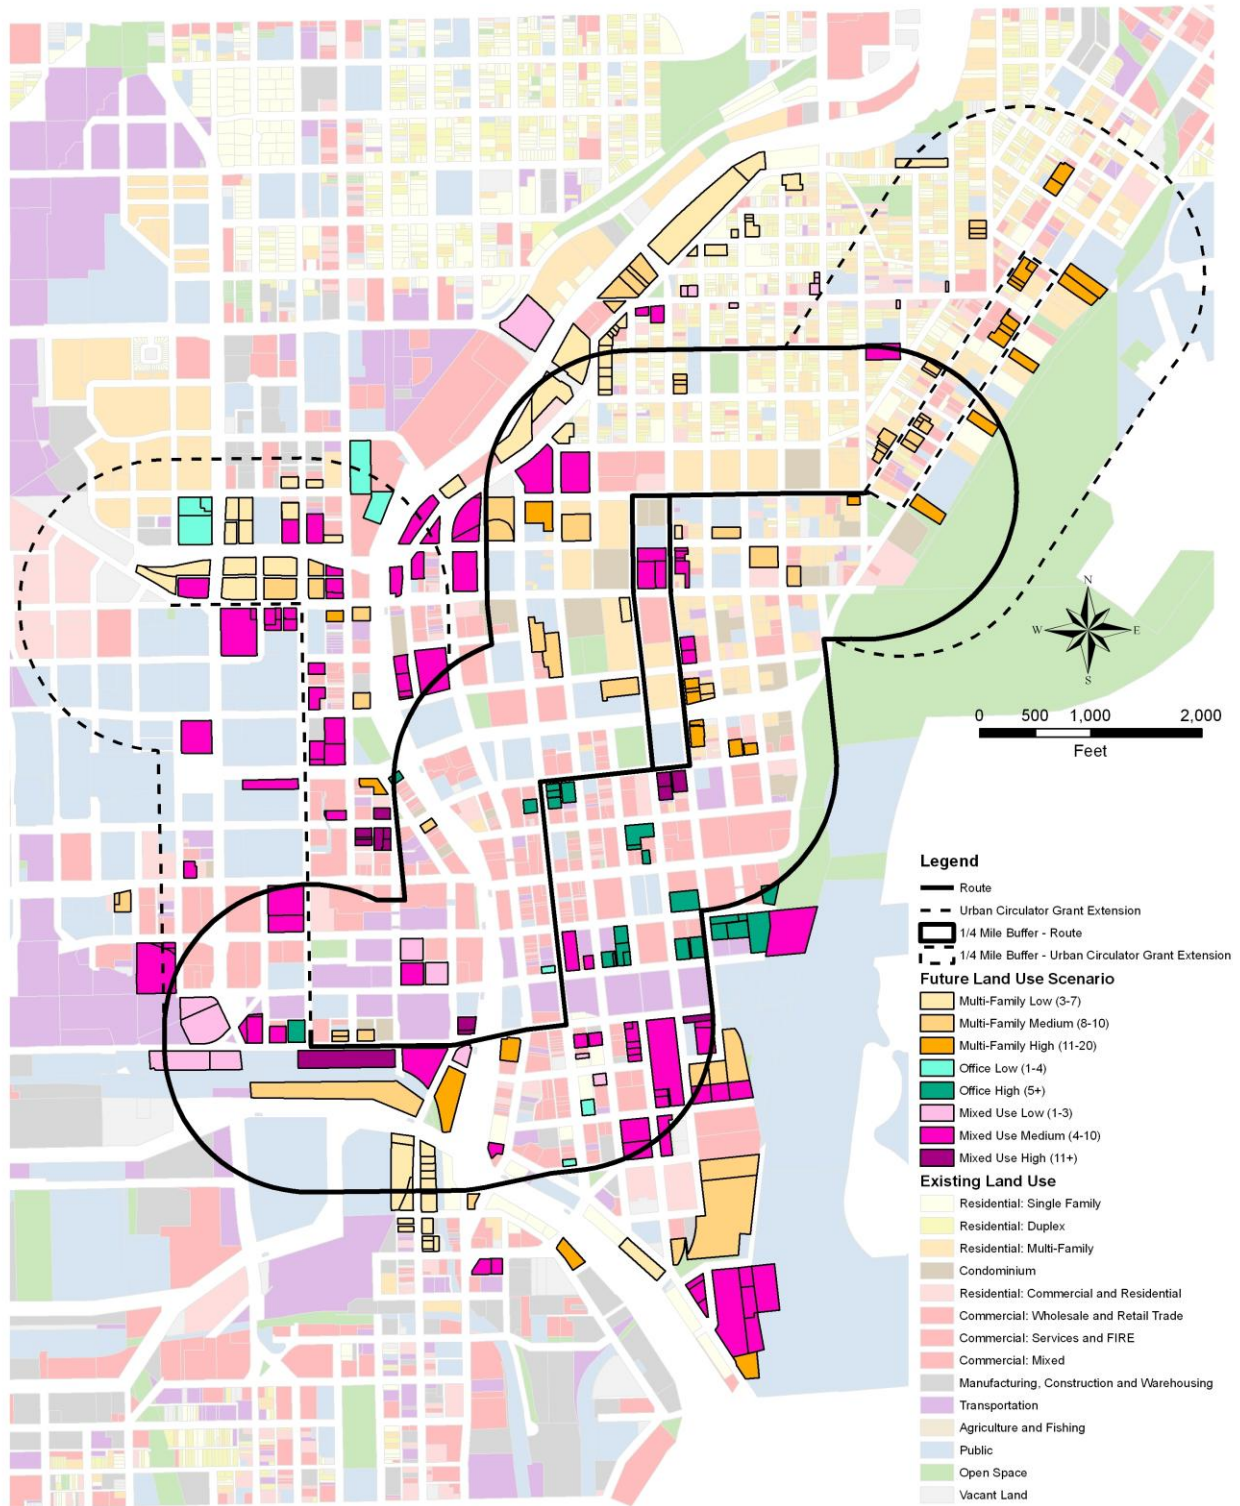 N
W
E
S
0 500 1,000 2,000
Feet
Legend
Route
Urban Circulator Grant Extension
1/4 Mile Buffer - Route
1/4 Mile Buffer - Urban Circulator Grant Extension
Future Land Use Scenario
Multi-Family Low (3-7)
Multi-Family Medium (8-10)
Multi-Family High (11-20)
Office Low (1-4)
Office High (5+)
Mixed Use Low (1-3)
Mixed Use Medium (4-10)
Mixed Use High (11+)
Existing Land Use
Residential: Single Family
Residential: Duplex
Residential: Multi-Family
Condominium
Residential: Commercial and Residential
Commercial: Wholesale and Retail Trade
Commercial: Services and FIRE
Commercial: Mixed
Manufacturing, Construction and Warehousing
Transportation
Agriculture and Fishing
Public
Open Space
Vacant Land